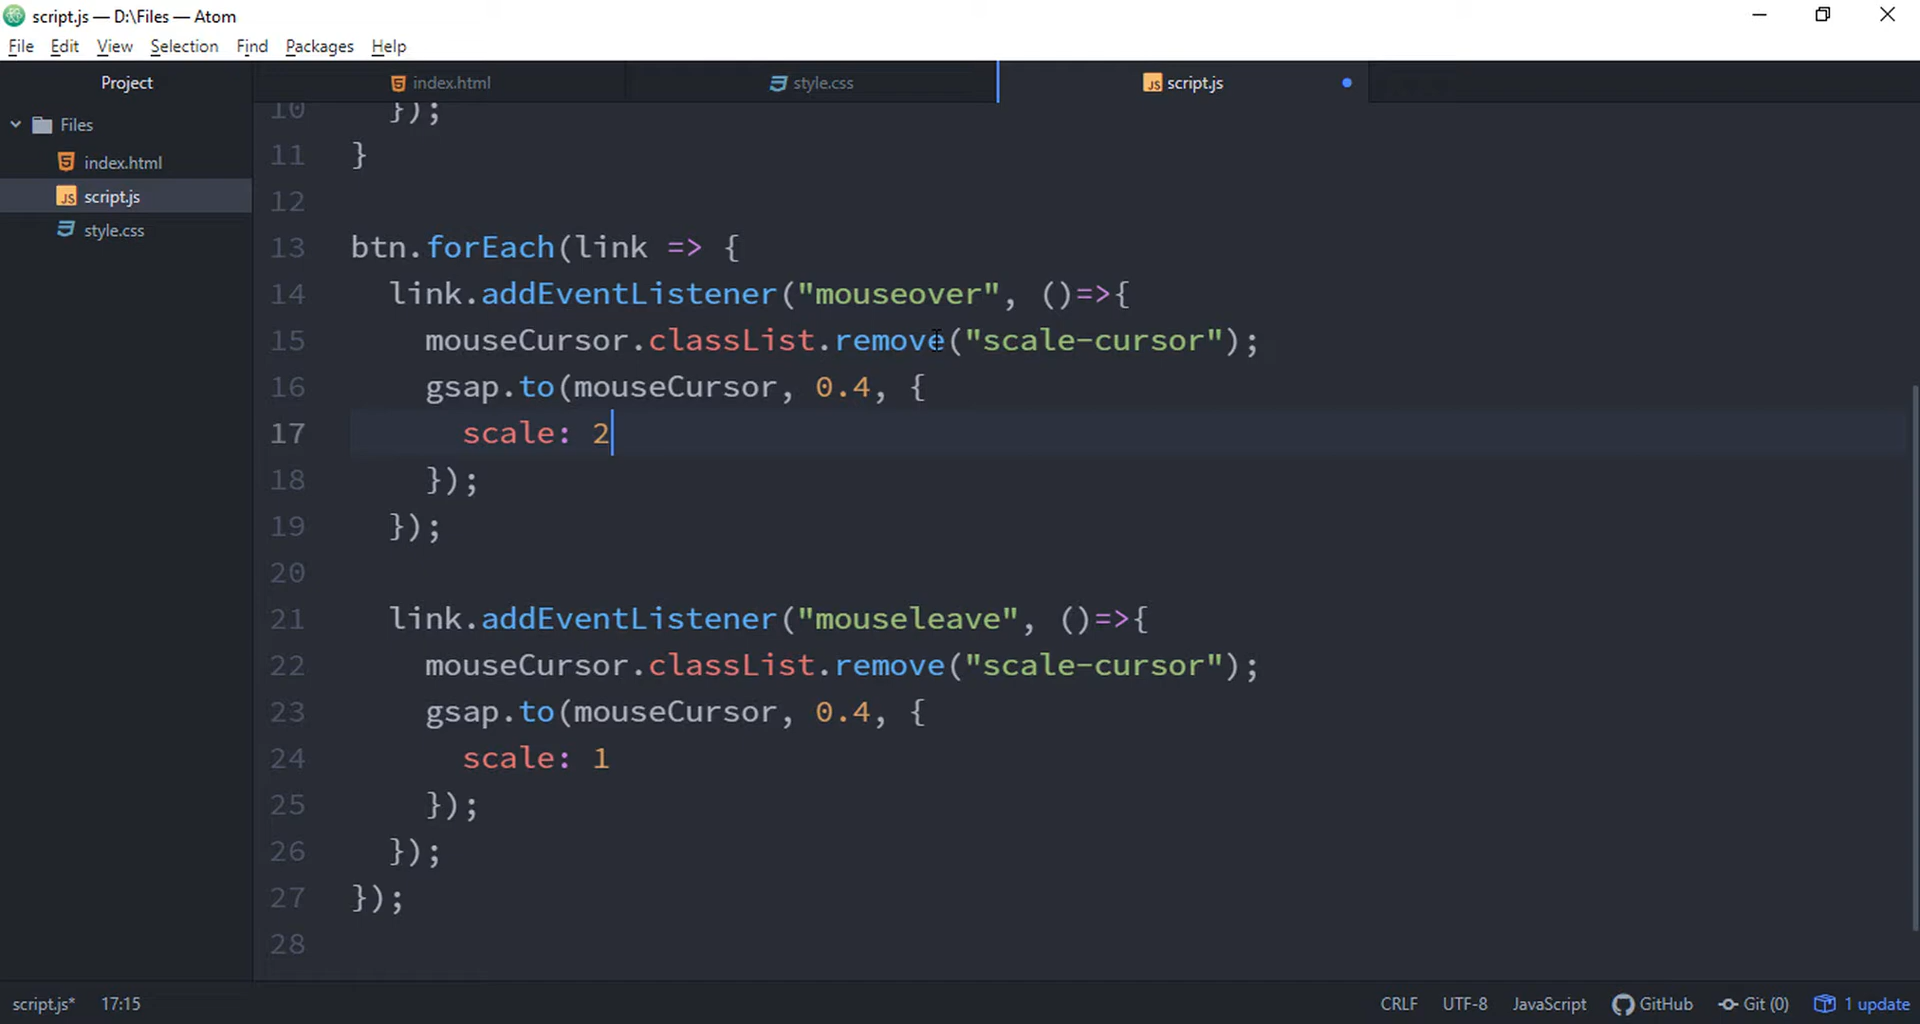 script.js — D:\Files — Atom
File Edit View Selection Find Packages Help
Project
index.html
style.css
script.js
Files
index.html
script.js
style.css
10 });
11 }
12
13 btn.forEach(link => {
14 link.addEventListener("mouseover", ()=>{
15 mouseCursor.classList.remove("scale-cursor");
16 gsap.to(mouseCursor, 0.4, {
17 scale: 2
18 });
19 });
20
21 link.addEventListener("mouseleave", ()=>{
22 mouseCursor.classList.remove("scale-cursor");
23 gsap.to(mouseCursor, 0.4, {
24 scale: 1
25 });
26 });
27 });
28
script.js* 17:15 CRLF UTF-8 JavaScript GitHub Git (0) 1 update